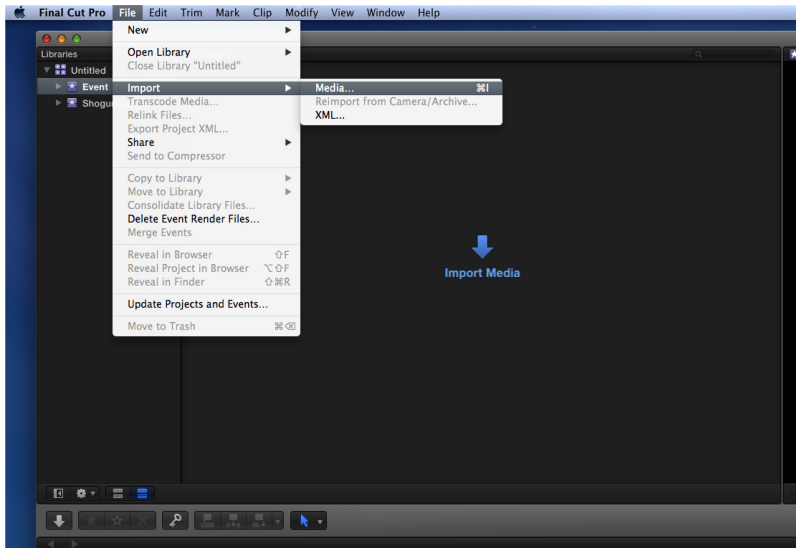 Final Cut Pro File Edit Trim Mark Clip Modify View Window Help
New
Libraries
Open Library
Untitled
Close Library "Untitled"
Event
Import
Media... ⌘I
Shogu
Transcode Media...
Reimport from Camera/Archive...
Relink Files...
XML...
Export Project XML...
Share
Send to Compressor
Copy to Library
Move to Library
Consolidate Library Files...
Delete Event Render Files...
Merge Events
Reveal in Browser ⇧F
Reveal Project in Browser ⌥⇧F
Reveal in Finder ⇧⌘R
Import Media
Update Projects and Events...
Move to Trash ⌘⌫